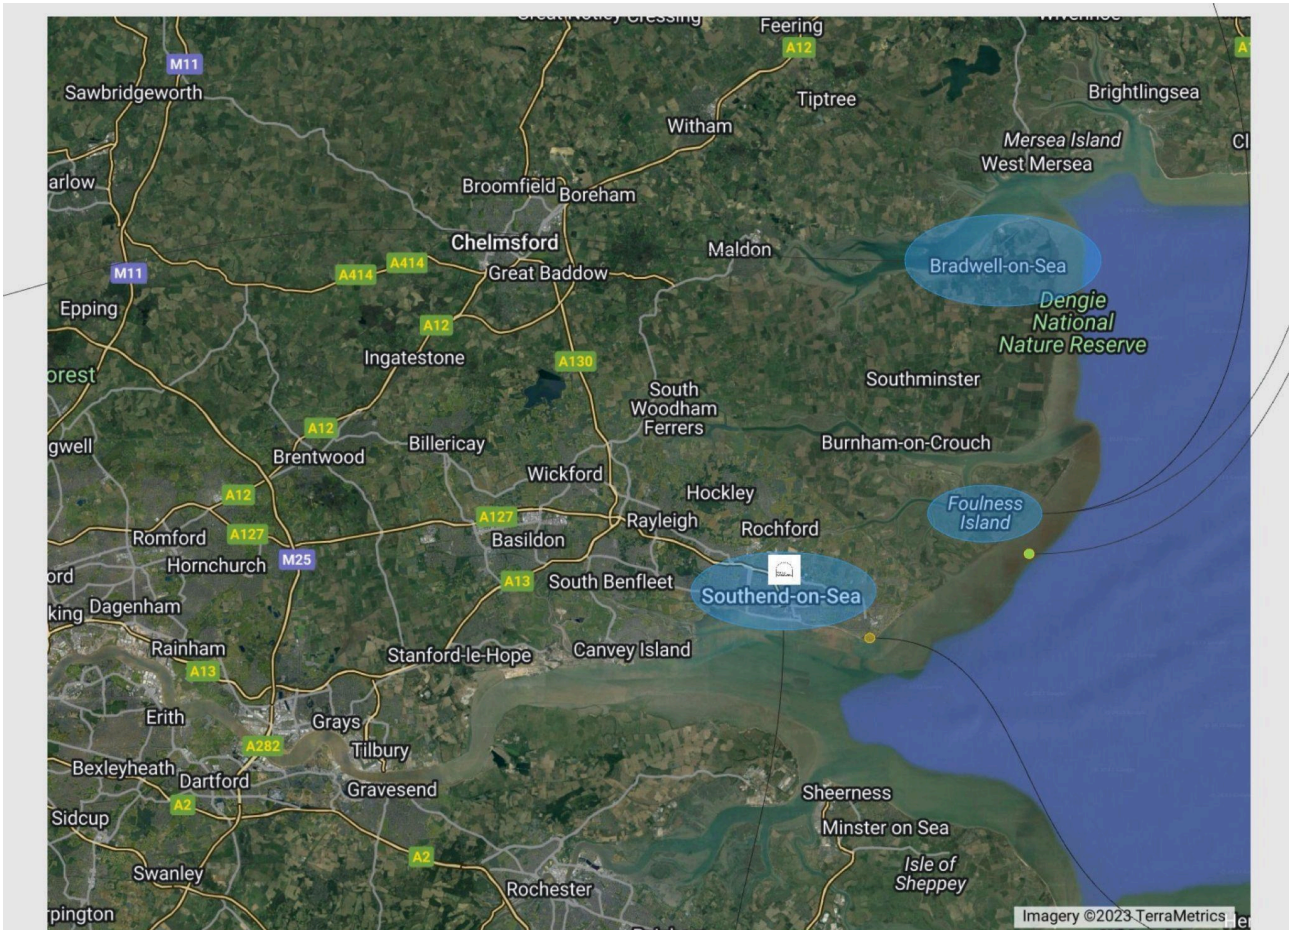 Great Notley
Cressing
Feering
Wivenhoe
A12
M11
Sawbridgeworth
Tiptree
Brightlingsea
Witham
Mersea Island
West Mersea
arlow
Broomfield
Boreham
Chelmsford
Maldon
A414
A414
Great Baddow
Bradwell-on-Sea
M11
Epping
Dengie
National
Nature Reserve
A12
Ingatestone
A130
orest
Southminster
South
Woodham
Ferrers
A12
Billericay
Burnham-on-Crouch
gwell
Brentwood
Wickford
A12
Hockley
Foulness
Island
A127
Rayleigh
Rochford
Romford
A127
Basildon
M25
Hornchurch
ord
A13
South Benfleet
Southend-on-Sea
king
Dagenham
Rainham
Stanford-le-Hope
Canvey Island
A13
Erith
Grays
A282
Tilbury
Bexleyheath
Dartford
Gravesend
Sheerness
A2
Sidcup
Minster on Sea
A2
Isle of
Sheppey
Swanley
Rochester
rpington
Imagery ©2023 TerraMetrics